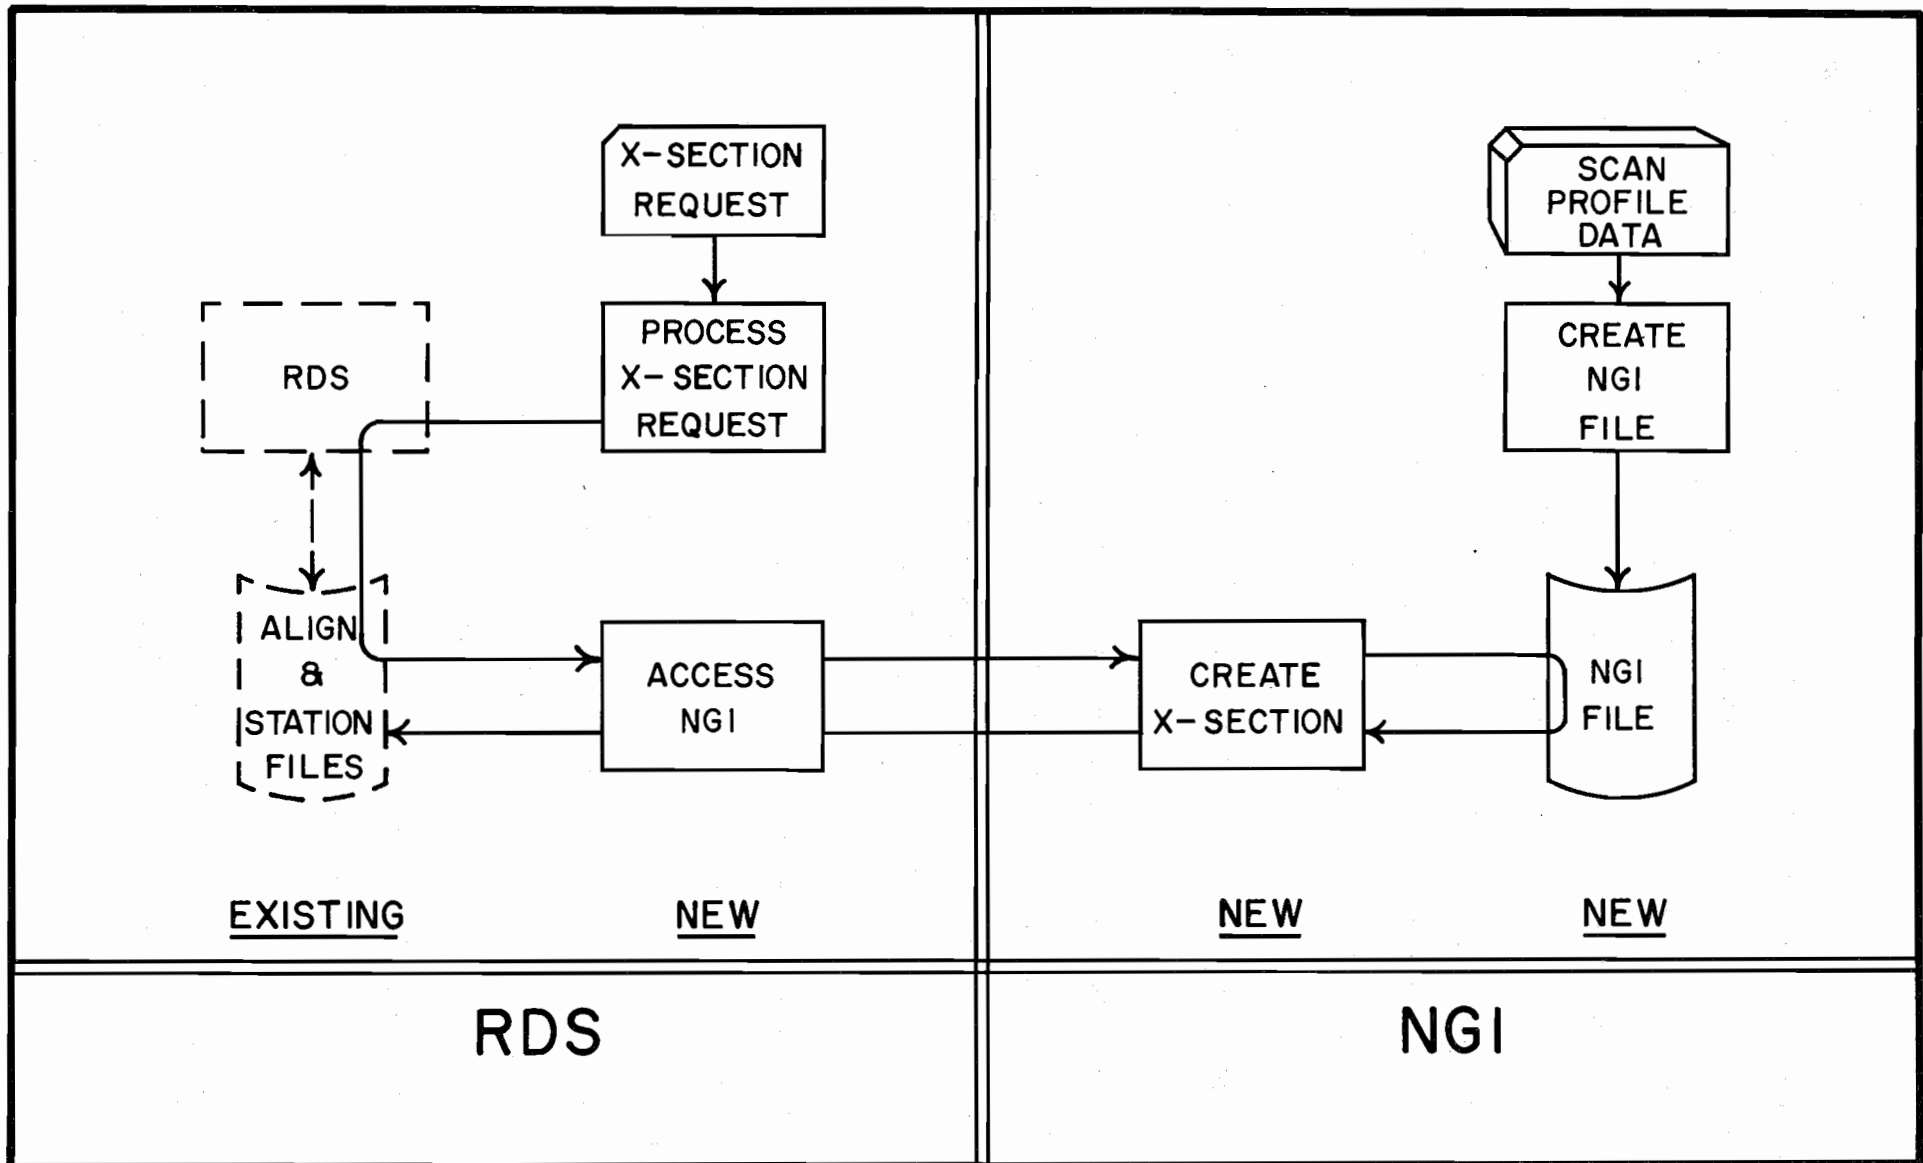 X-SECTION
REQUEST
PROCESS
X-SECTION
REQUEST
RDS
ALIGN
&
STATION
FILES
ACCESS
NGI
EXISTING
NEW
SCAN
PROFILE
DATA
CREATE
NGI
FILE
CREATE
X-SECTION
NGI
FILE
NEW
NEW
RDS
NGI